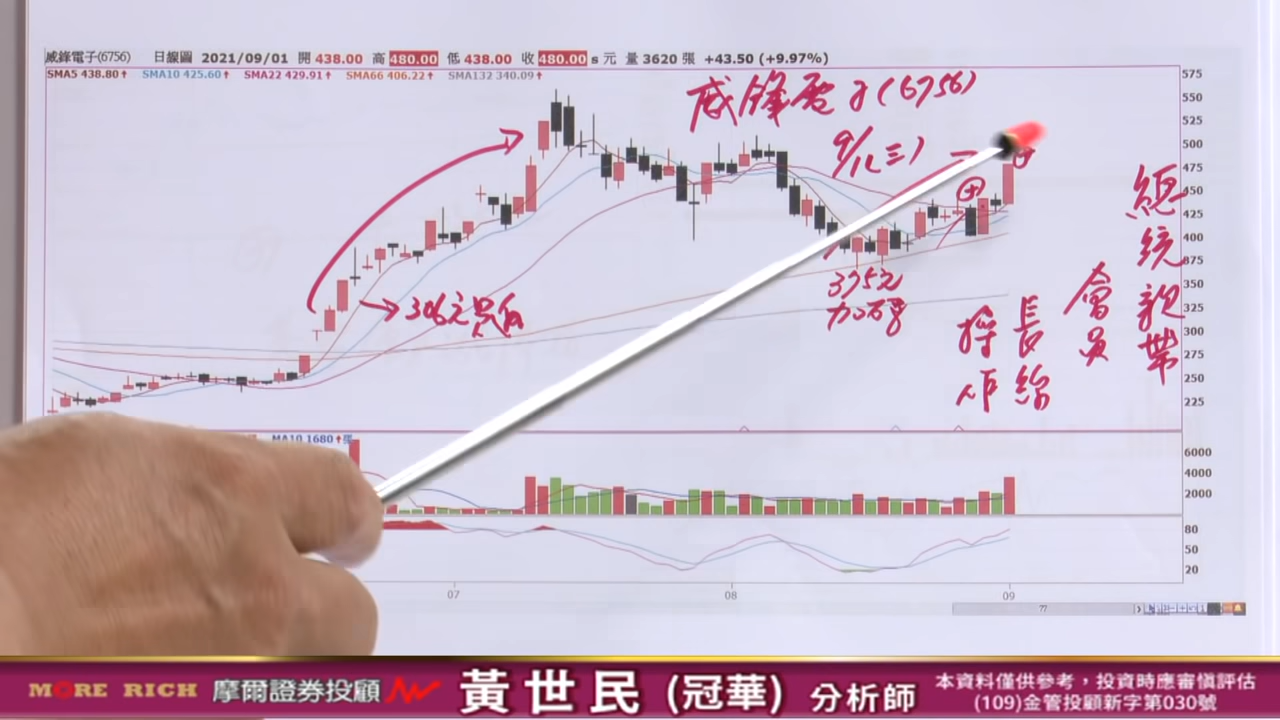 威鋒電子(6756) 日線圖 2021/09/01 開 438.00 高 480.00 低 438.00 收 480.00 s 元 量 3620 張 +43.50 (+9.97%)
SMA5 438.80↑ SMA10 425.60↑ SMA22 429.91↑ SMA66 406.22↑ SMA132 340.09↑
575
550
525
500
475
450
425
400
375
350
325
300
275
250
225
威鋒電子(6756)
9/1(三)
306元買角
375元
加碼
總統親帶
會員
長線
操作
MA10 1680↑張
6000
4000
2000
80
50
20
07
08
09
77
MORE RICH 摩爾證券投顧 黃世民 (冠華) 分析師
本資料僅供參考，投資時應審慎評估
(109)金管投顧新字第030號